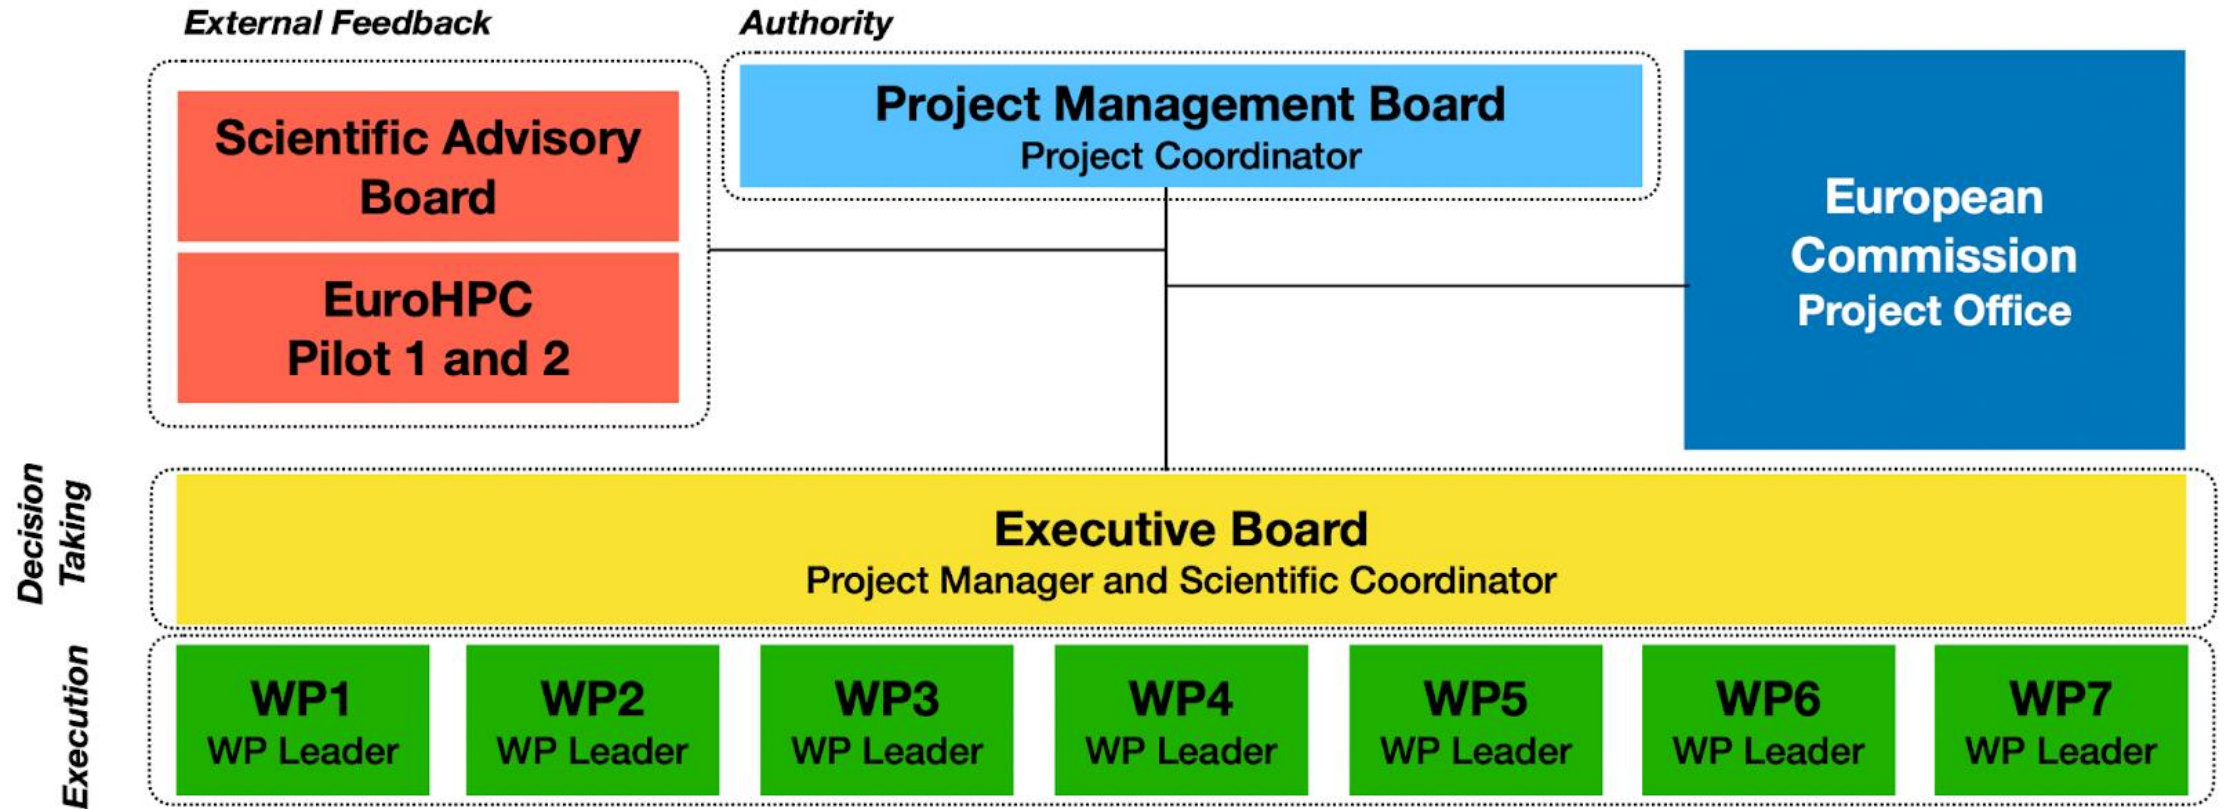 External Feedback
Authority
Scientific Advisory
Board
EuroHPC
Pilot 1 and 2
Project Management Board
Project Coordinator
European
Commission
Project Office
Decision
Taking
Executive Board
Project Manager and Scientific Coordinator
Execution
WP1
WP Leader
WP2
WP Leader
WP3
WP Leader
WP4
WP Leader
WP5
WP Leader
WP6
WP Leader
WP7
WP Leader